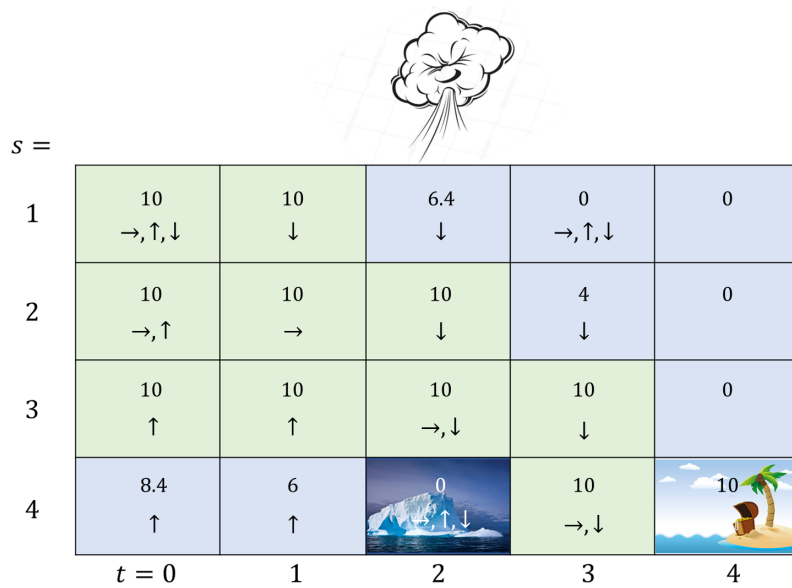 s =
1 10 10 6.4 0 0
→,↑,↓ ↓ ↓ →,↑,↓
2 10 10 10 4 0
→,↑ → ↓ ↓
3 10 10 10 10 0
↑ ↑ →,↓ ↓
4 8.4 6 0 10 10
↑ ↑ →,↑,↓ →,↓
t = 0 1 2 3 4